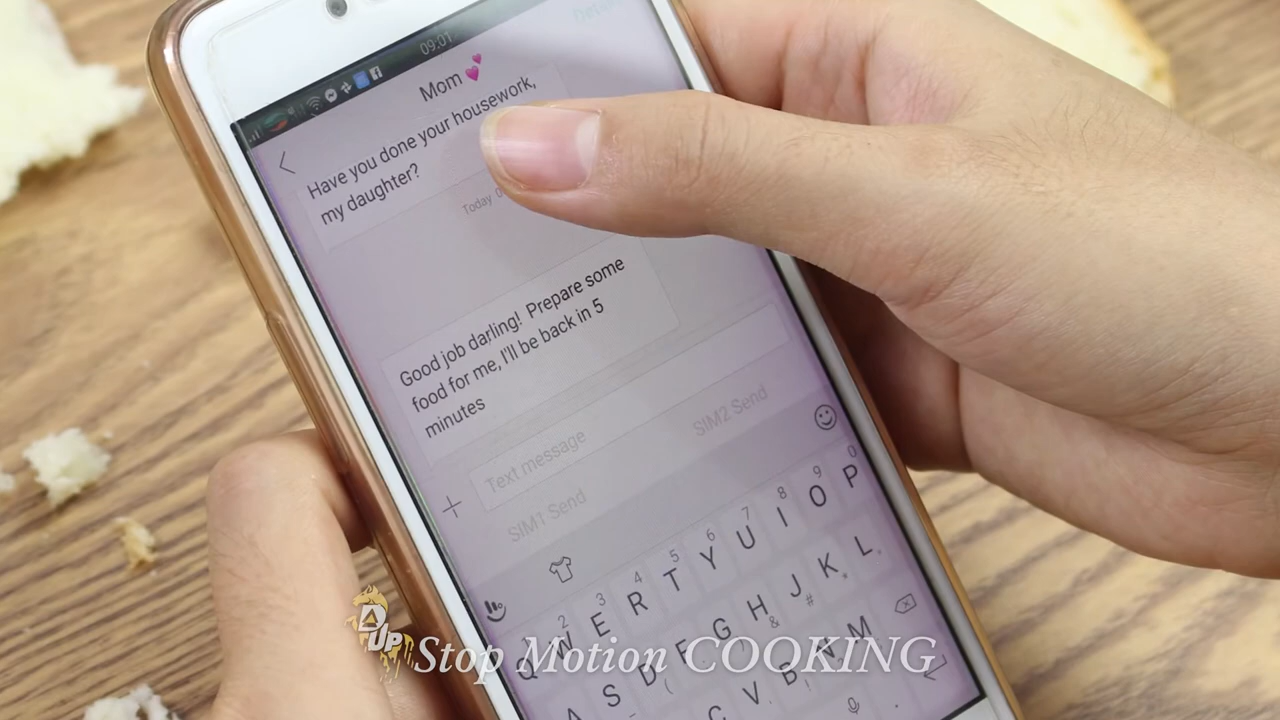 09:01
Mom 💕
Have you done your housework,
my daughter?
Today
Good job darling! Prepare some
food for me, I'll be back in 5
minutes
Text message
SIM1 Send
SIM2 Send
1 2 3 4 5 6 7 8 9 0
Q W E R T Y U I O P
A S D F G H J K L
C V B N M
DUP
Stop Motion COOKING